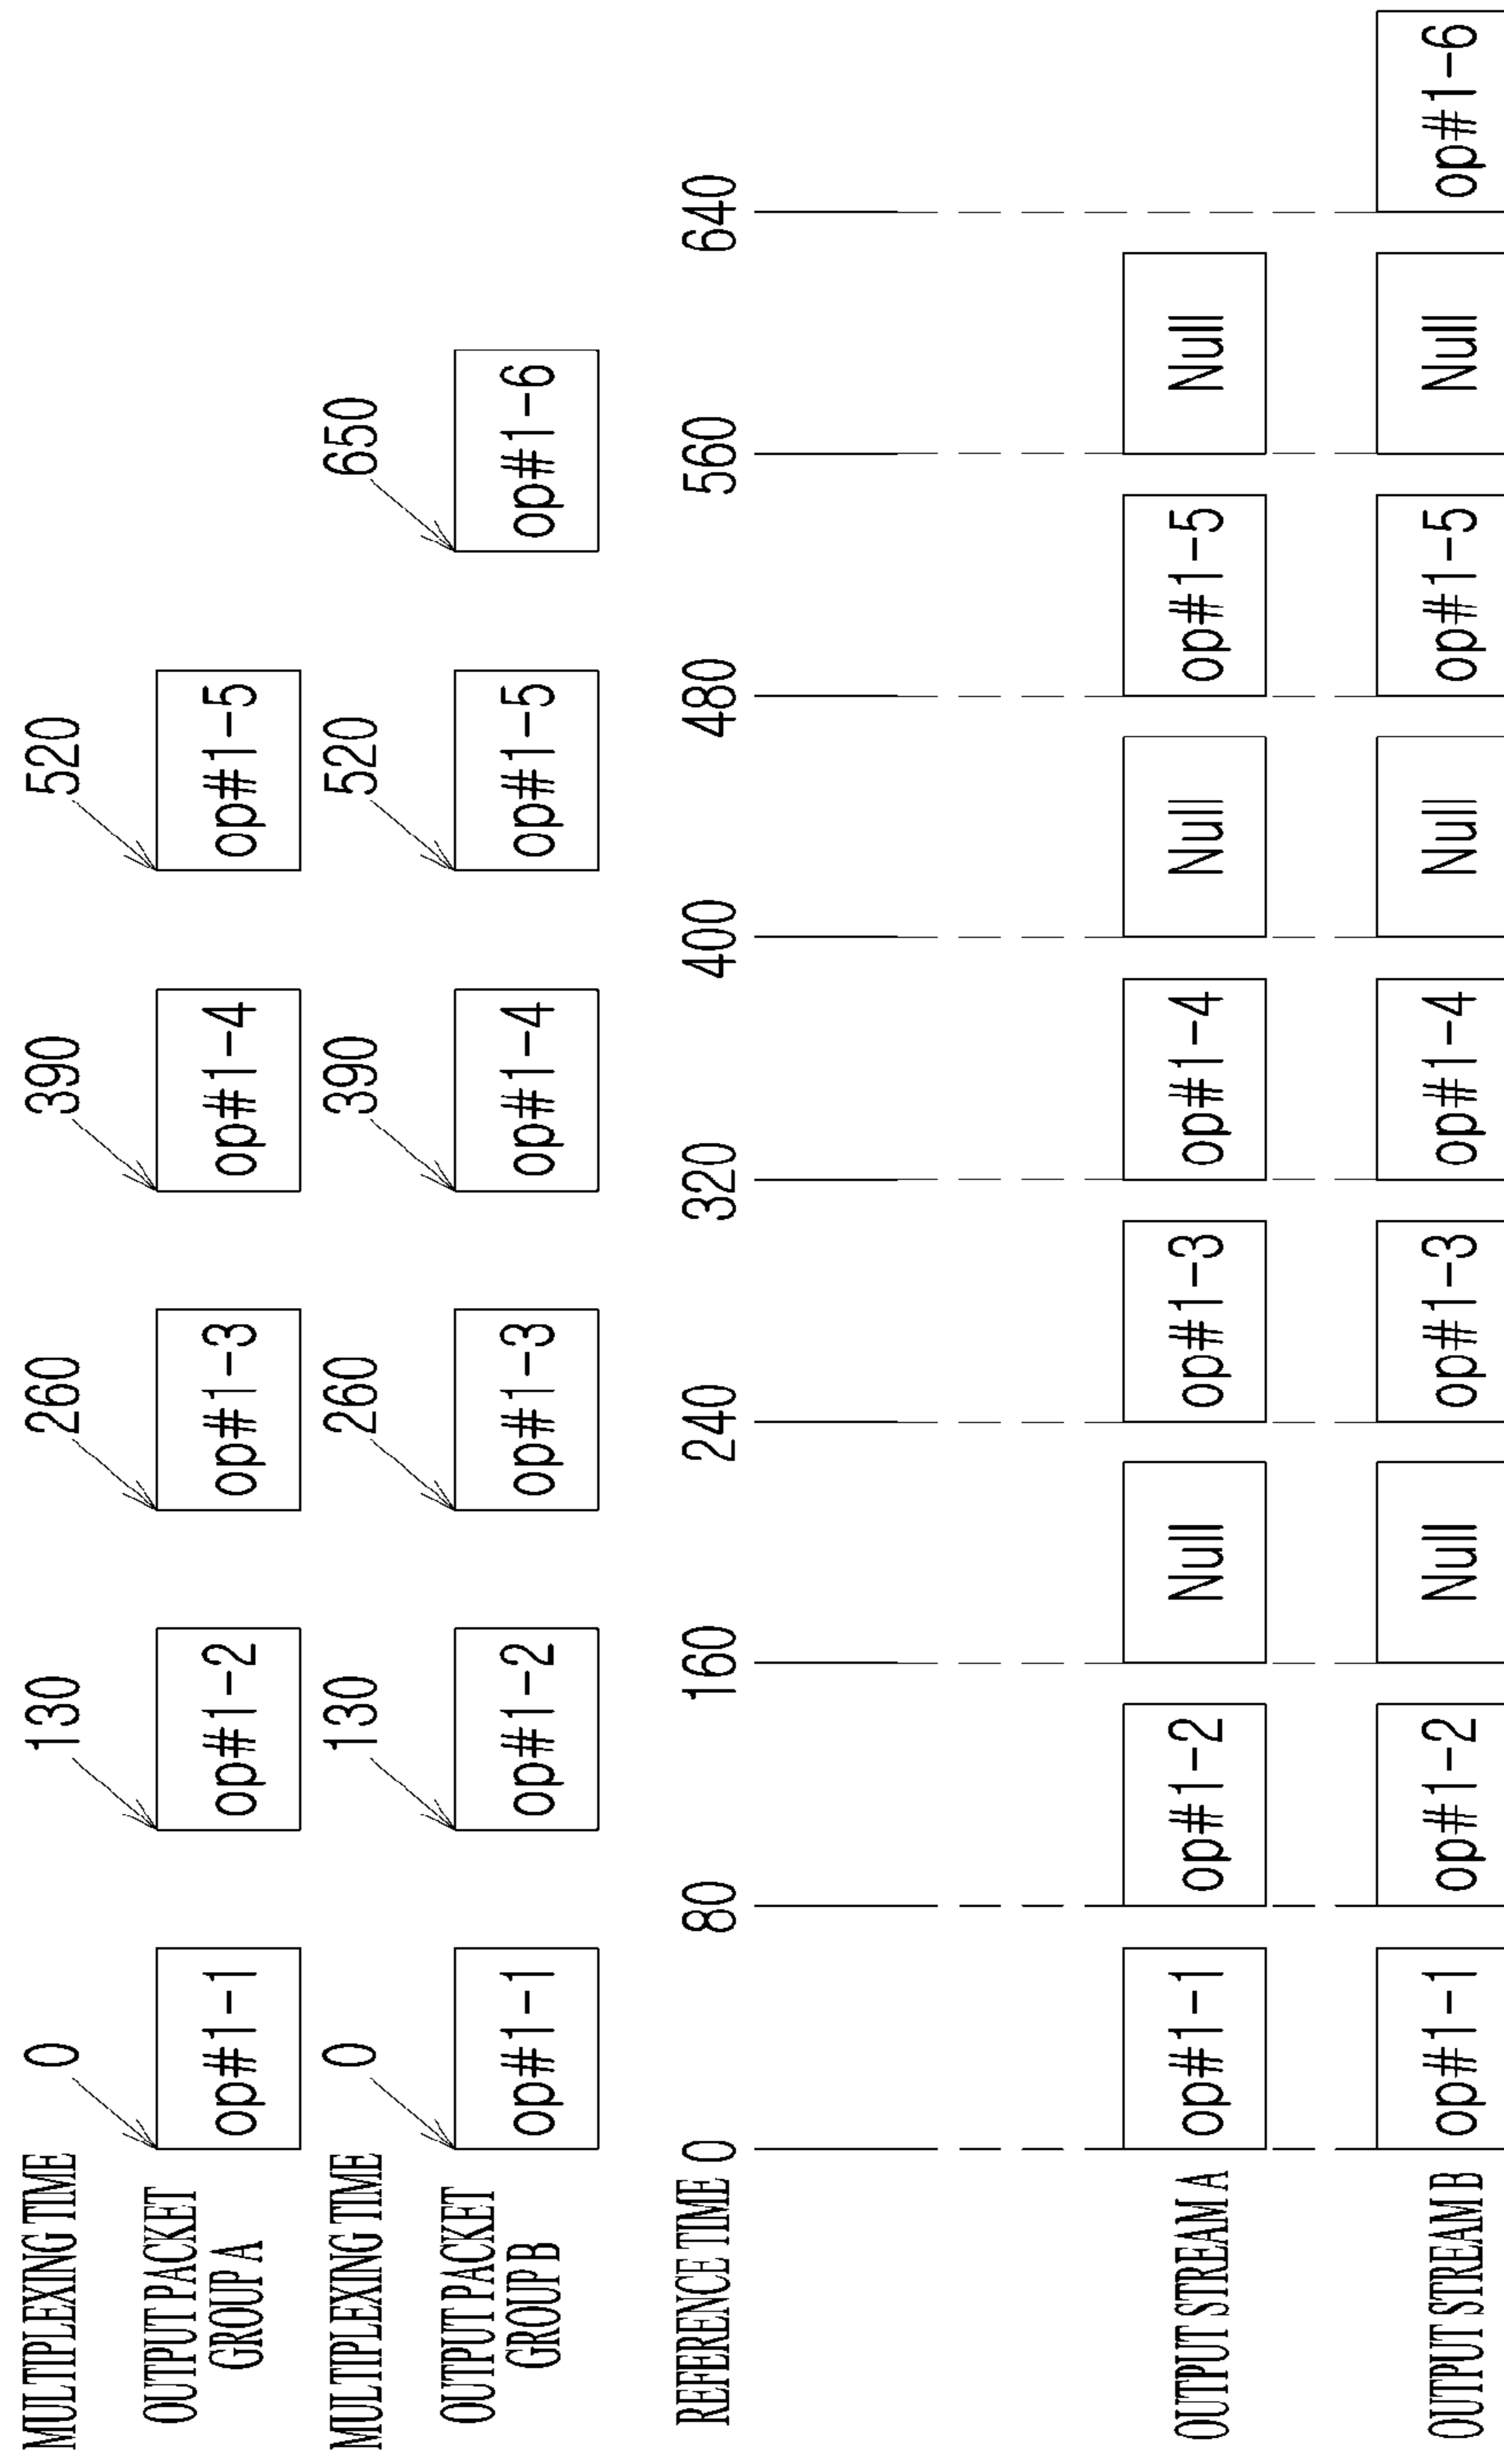 MULTIPLEXING TIME 0 130 260 390 520
OUTPUT PACKET
GROUP A
op#1-1 op#1-2 op#1-3 op#1-4 op#1-5
MULTIPLEXING TIME 0 130 260 390 520 650
OUTPUT PACKET
GROUP B
op#1-1 op#1-2 op#1-3 op#1-4 op#1-5 op#1-6
REFERENCE TIME 0 80 160 240 320 400 480 560 640
OUTPUT STREAM A op#1-1 op#1-2 Null op#1-3 op#1-4 Null op#1-5 Null
OUTPUT STREAM B op#1-1 op#1-2 Null op#1-3 op#1-4 Null op#1-5 Null op#1-6